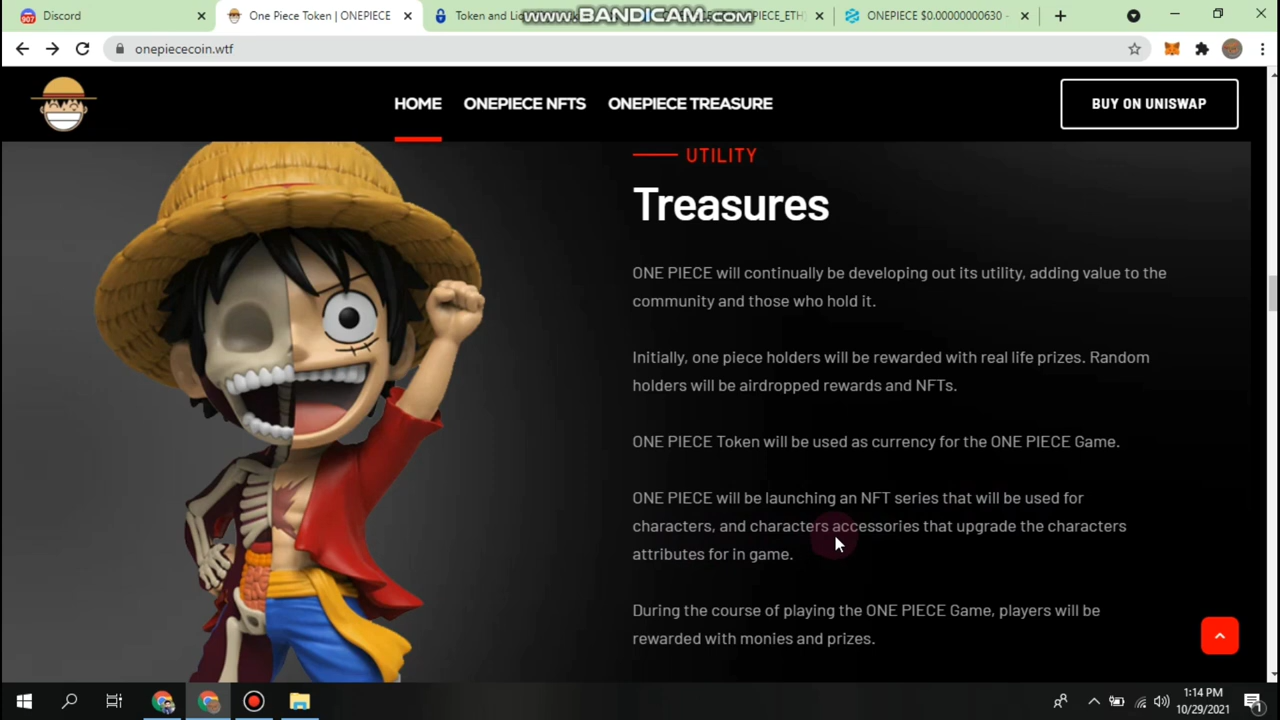 907 Discord
One Piece Token | ONEPIECE
Token and Lic
www.BANDICAM.com
PIECE_ETH
ONEPIECE $0.00000000630 -
onepiececoin.wtf
HOME
ONEPIECE NFTS
ONEPIECE TREASURE
BUY ON UNISWAP
UTILITY
Treasures
ONE PIECE will continually be developing out its utility, adding value to the
community and those who hold it.
Initially, one piece holders will be rewarded with real life prizes. Random
holders will be airdropped rewards and NFTs.
ONE PIECE Token will be used as currency for the ONE PIECE Game.
ONE PIECE will be launching an NFT series that will be used for
characters, and characters accessories that upgrade the characters
attributes for in game.
During the course of playing the ONE PIECE Game, players will be
rewarded with monies and prizes.
1:14 PM
10/29/2021
1